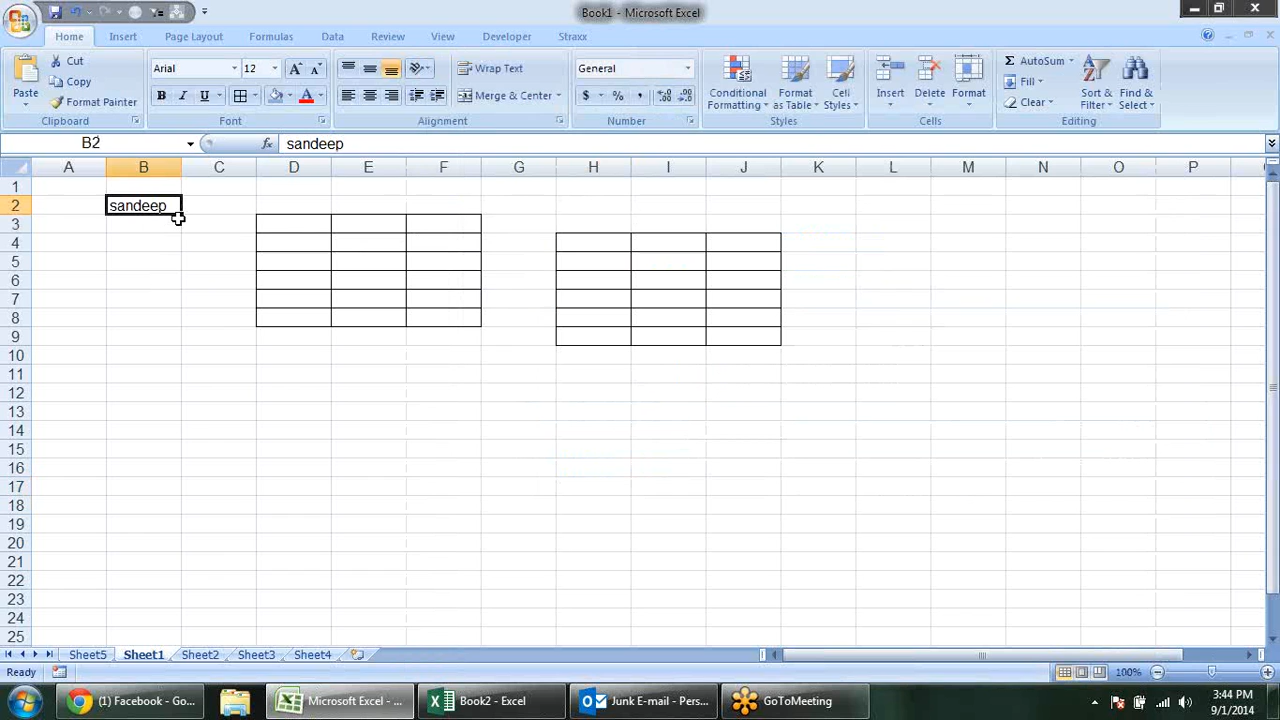 Book1 - Microsoft Excel
Home Insert Page Layout Formulas Data Review View Developer Straxx
Paste
Cut
Copy
Format Painter
Clipboard
Arial 12
B I U A
Font
Wrap Text
Merge & Center
Alignment
General
$ % ,
Number
Conditional Formatting
Format as Table
Cell Styles
Styles
Insert Delete Format
Cells
Σ AutoSum
Fill
Clear
Sort & Filter
Find & Select
Editing
B2 fx sandeep
A B C D E F G H I J K L M N O P
1
2 sandeep
3
4
5
6
7
8
9
10
11
12
13
14
15
16
17
18
19
20
21
22
23
24
25
Sheet5 Sheet1 Sheet2 Sheet3 Sheet4
Ready 100%
(1) Facebook - Go... Microsoft Excel - ... Book2 - Excel Junk E-mail - Pers... GoToMeeting
3:44 PM
9/1/2014